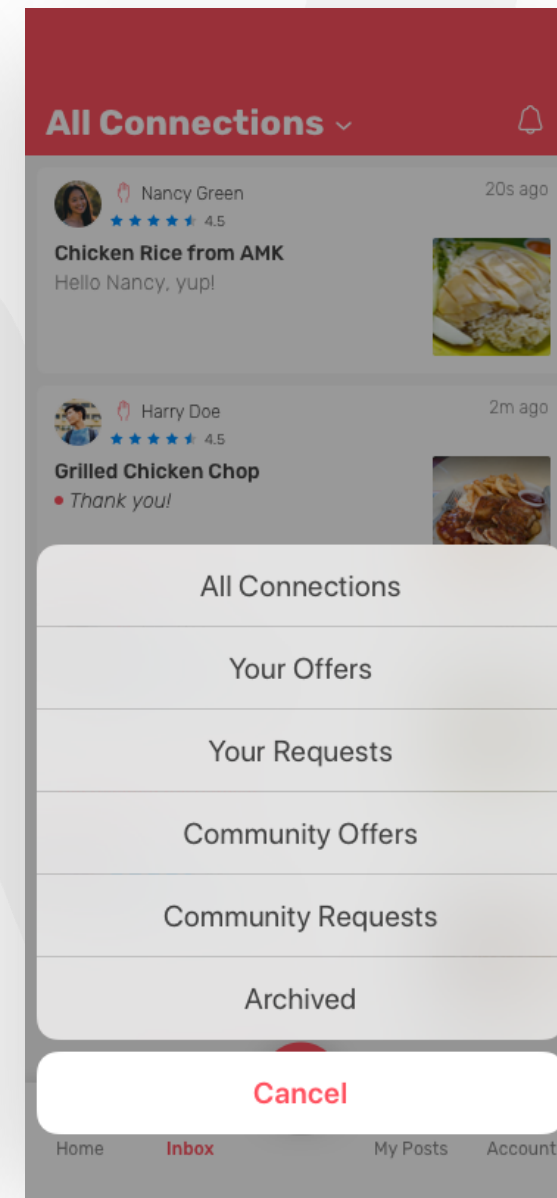 All Connections
Nancy Green
20s ago
4.5
Chicken Rice from AMK
Hello Nancy, yup!
Harry Doe
2m ago
4.5
Grilled Chicken Chop
Thank you!
All Connections
Your Offers
Your Requests
Community Offers
Community Requests
Archived
Cancel
Home Inbox My Posts Account